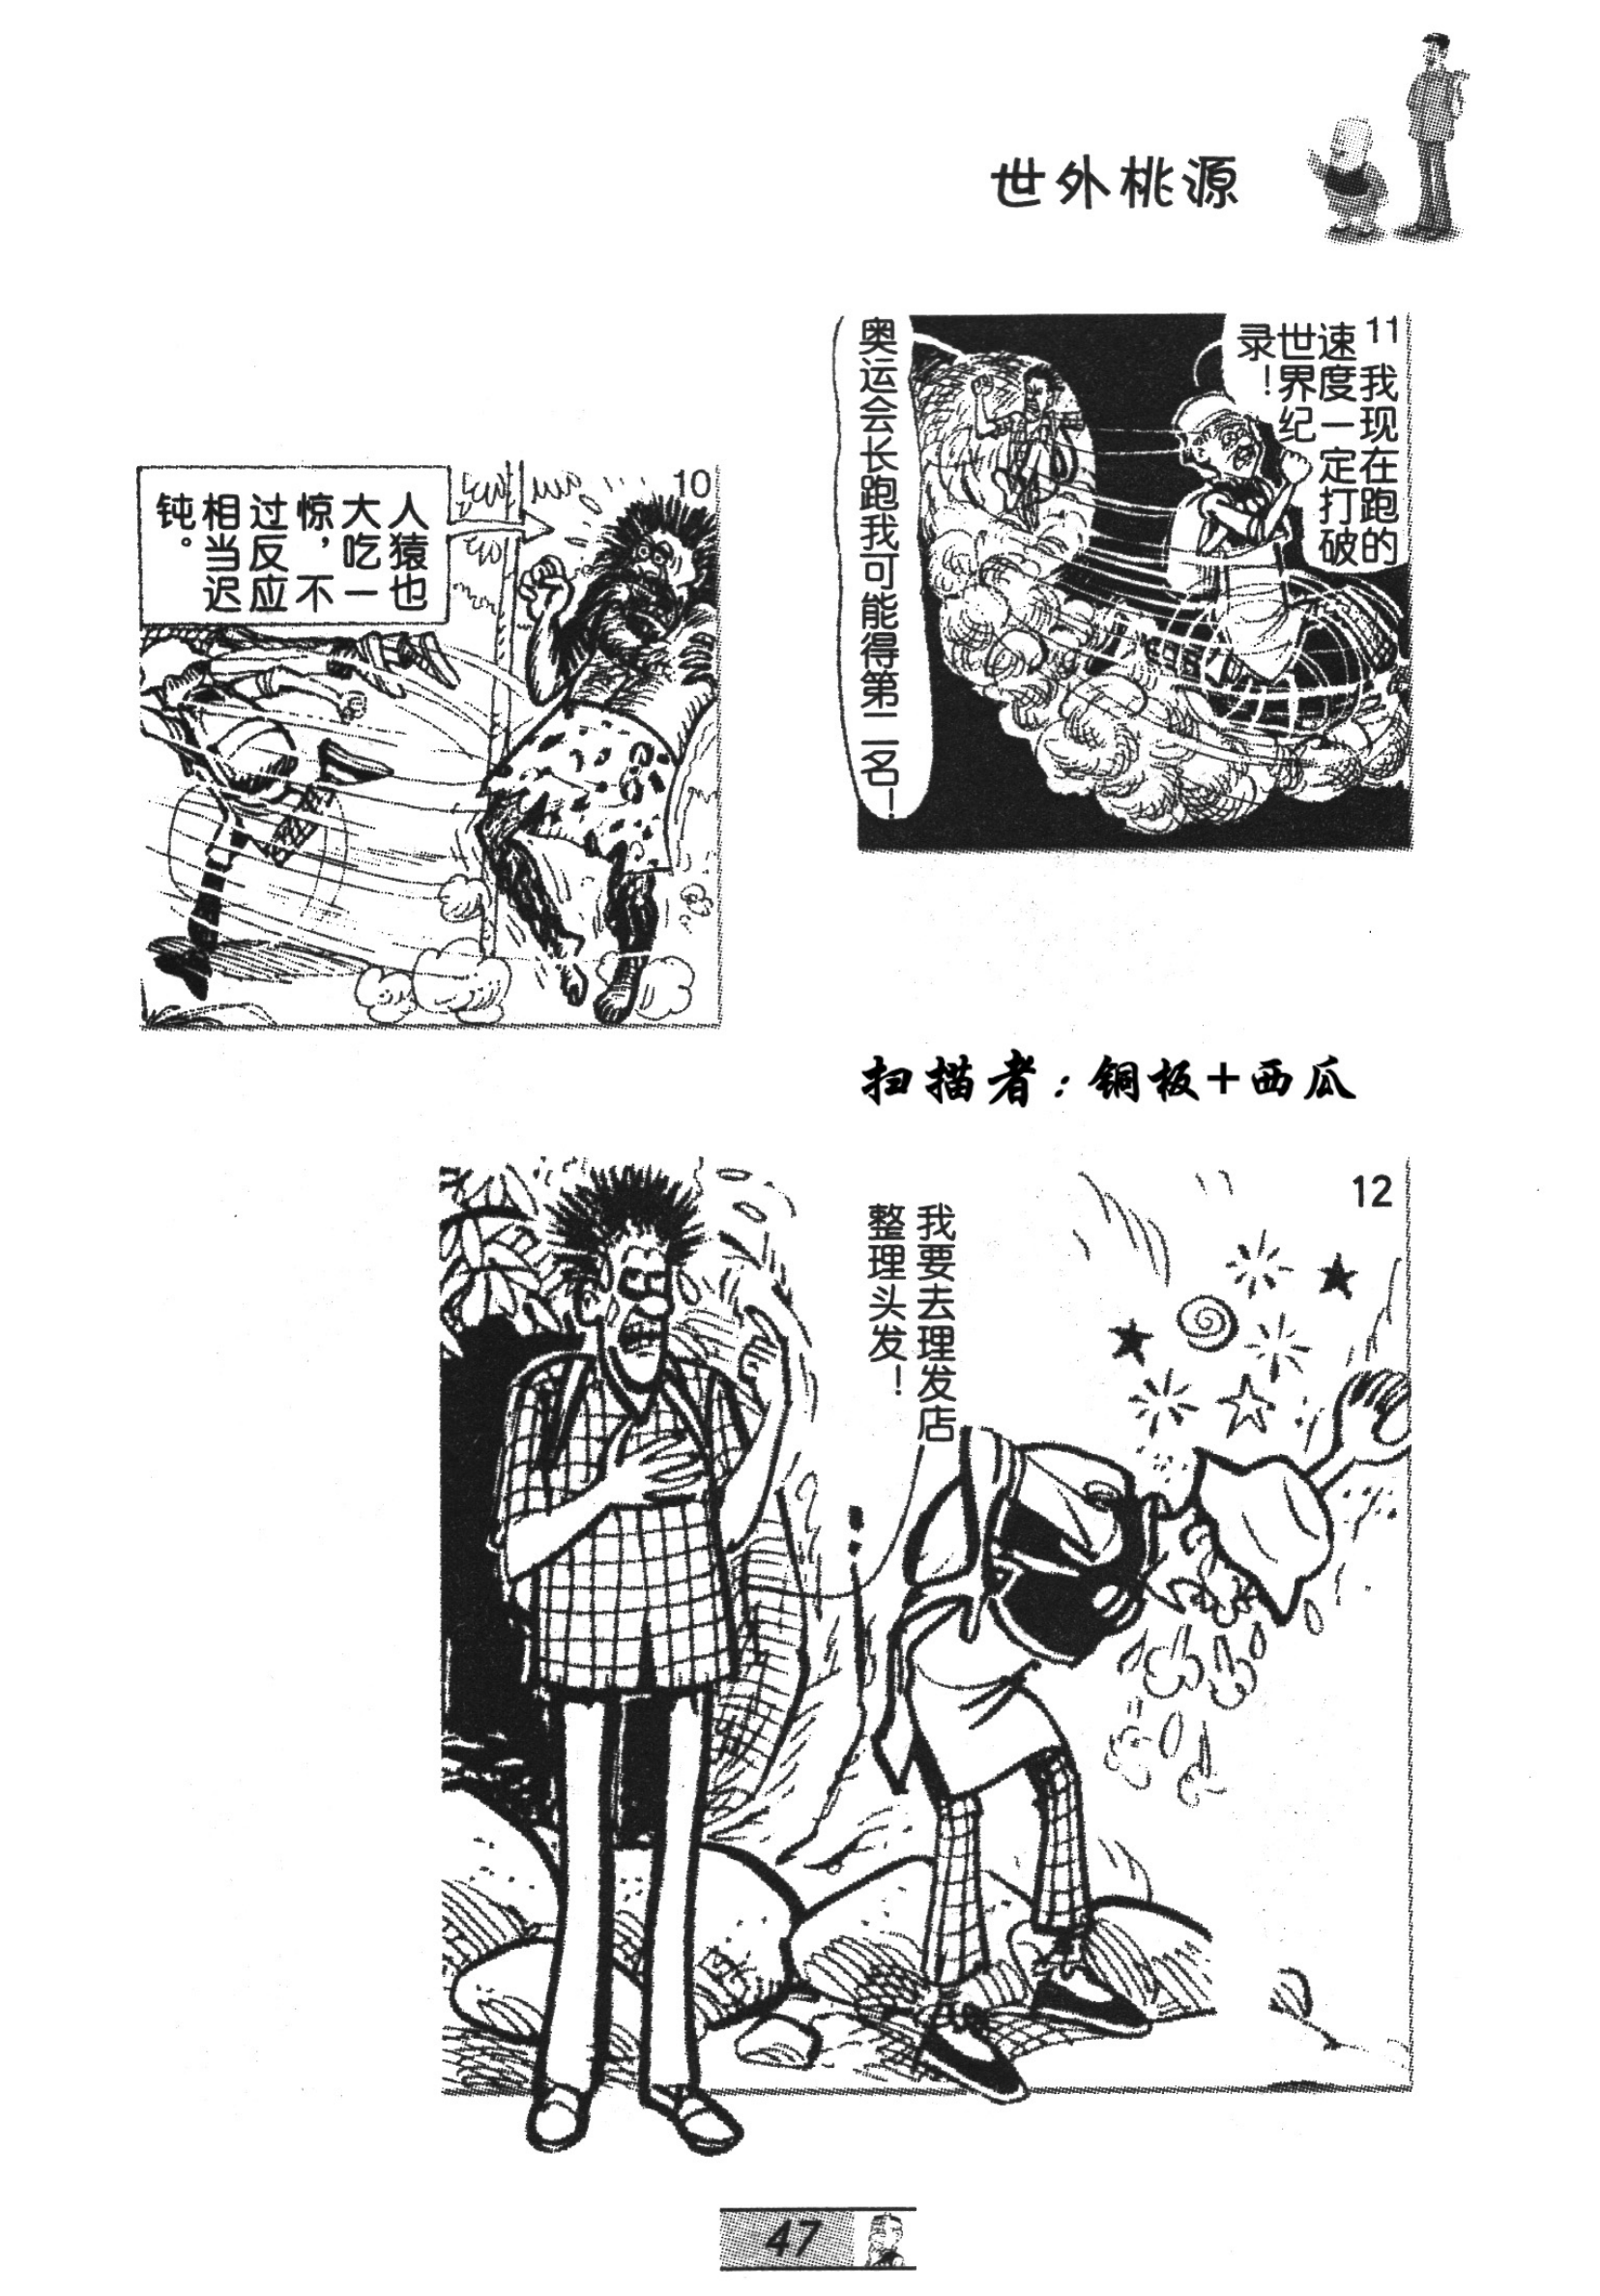 世外桃源
10
人猿也
大吃一
惊，不
过反应
相当迟
钝。
11
我现在跑的
速度一定打破
世界纪
录！
奥运会长跑我可能得第二名！
扫描者：铜板+西瓜
12
我要去理发店
整理头发！
47